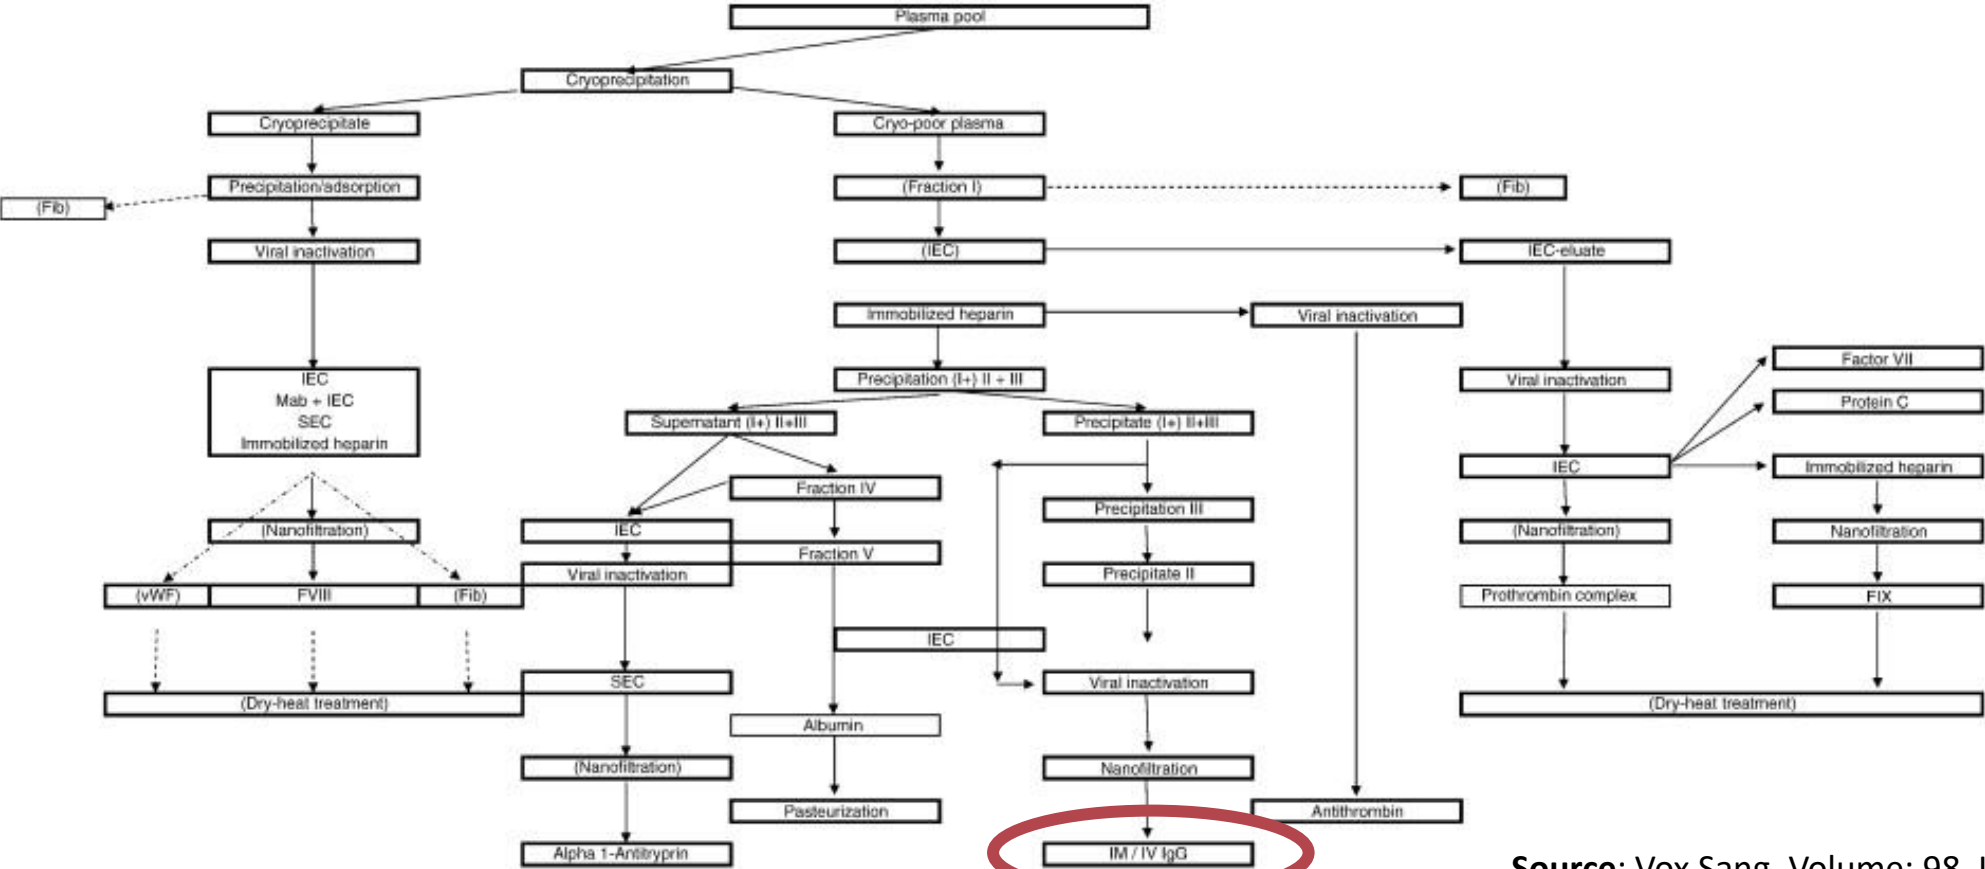 Plasma pool
Cryoprecipitation
Cryoprecipitate
Cryo-poor plasma
Precipitation/adsorption
(Fraction I)
(Fib)
(Fib)
Viral inactivation
(IEC)
IEC-eluate
Immobilized heparin
Viral inactivation
Factor VII
IEC
Mab + IEC
SEC
Immobilized heparin
Precipitation (I+) II + III
Viral inactivation
Protein C
Supernatant (I+) II+III
Precipitate (I+) II+III
IEC
Immobilized heparin
Fraction IV
Precipitation III
(Nanofiltration)
IEC
(Nanofiltration)
Nanofiltration
Fraction V
Viral inactivation
Precipitate II
(vWF)
FVIII
(Fib)
Prothrombin complex
FIX
IEC
SEC
Viral inactivation
(Dry-heat treatment)
(Dry-heat treatment)
Albumin
(Nanofiltration)
Nanofiltration
Pasteurization
Antithrombin
Alpha 1-Antitryprin
IM / IV IgG
Source: Vox Sang. Volume: 98, I